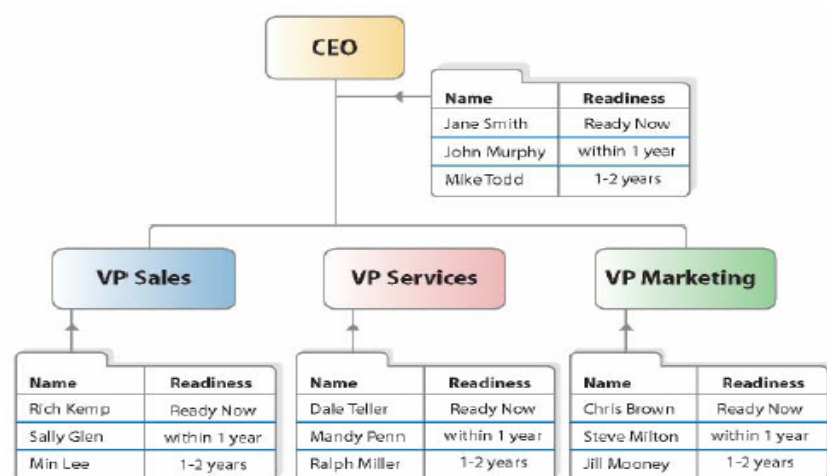 CEO
Name Readiness
Jane Smith Ready Now
John Murphy within 1 year
Mike Todd 1-2 years
VP Sales VP Services VP Marketing
Name Readiness Name Readiness Name Readiness
Rich Kemp Ready Now Dale Teller Ready Now Chris Brown Ready Now
Sally Glen within 1 year Mandy Penn within 1 year Steve Milton within 1 year
Min Lee 1-2 years Ralph Miller 1-2 years Jill Mooney 1-2 years